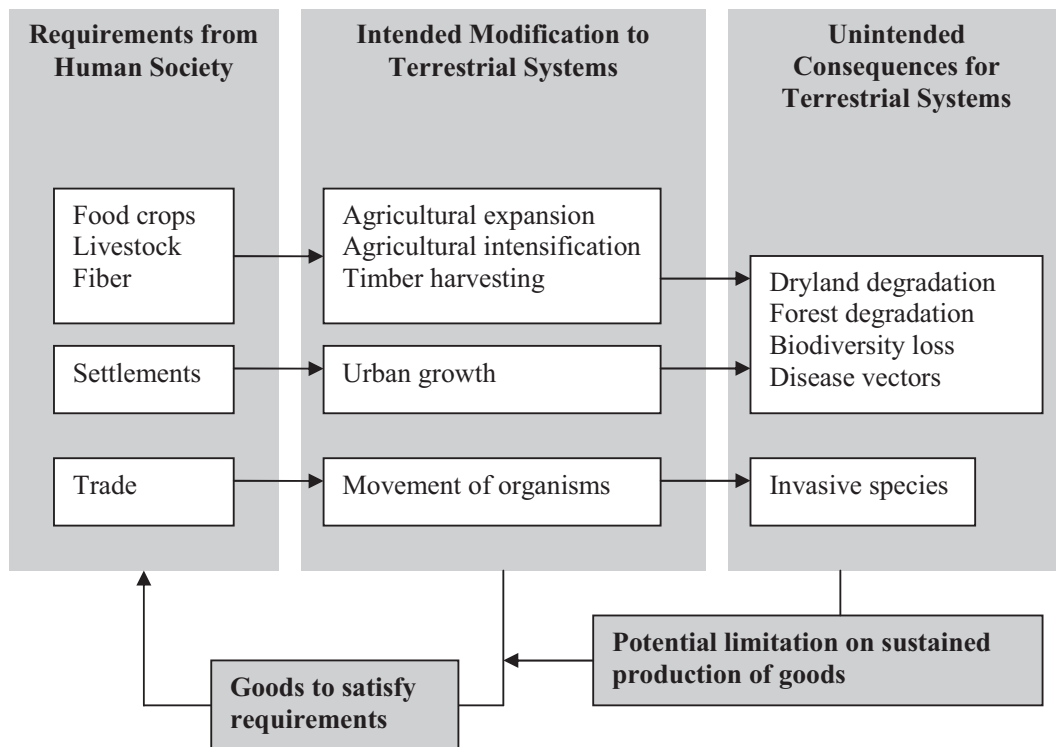 Requirements from
Human Society
Intended Modification to
Terrestrial Systems
Unintended
Consequences for
Terrestrial Systems
Food crops
Livestock
Fiber
Agricultural expansion
Agricultural intensification
Timber harvesting
Dryland degradation
Forest degradation
Biodiversity loss
Disease vectors
Settlements
Urban growth
Trade
Movement of organisms
Invasive species
Potential limitation on sustained
production of goods
Goods to satisfy
requirements